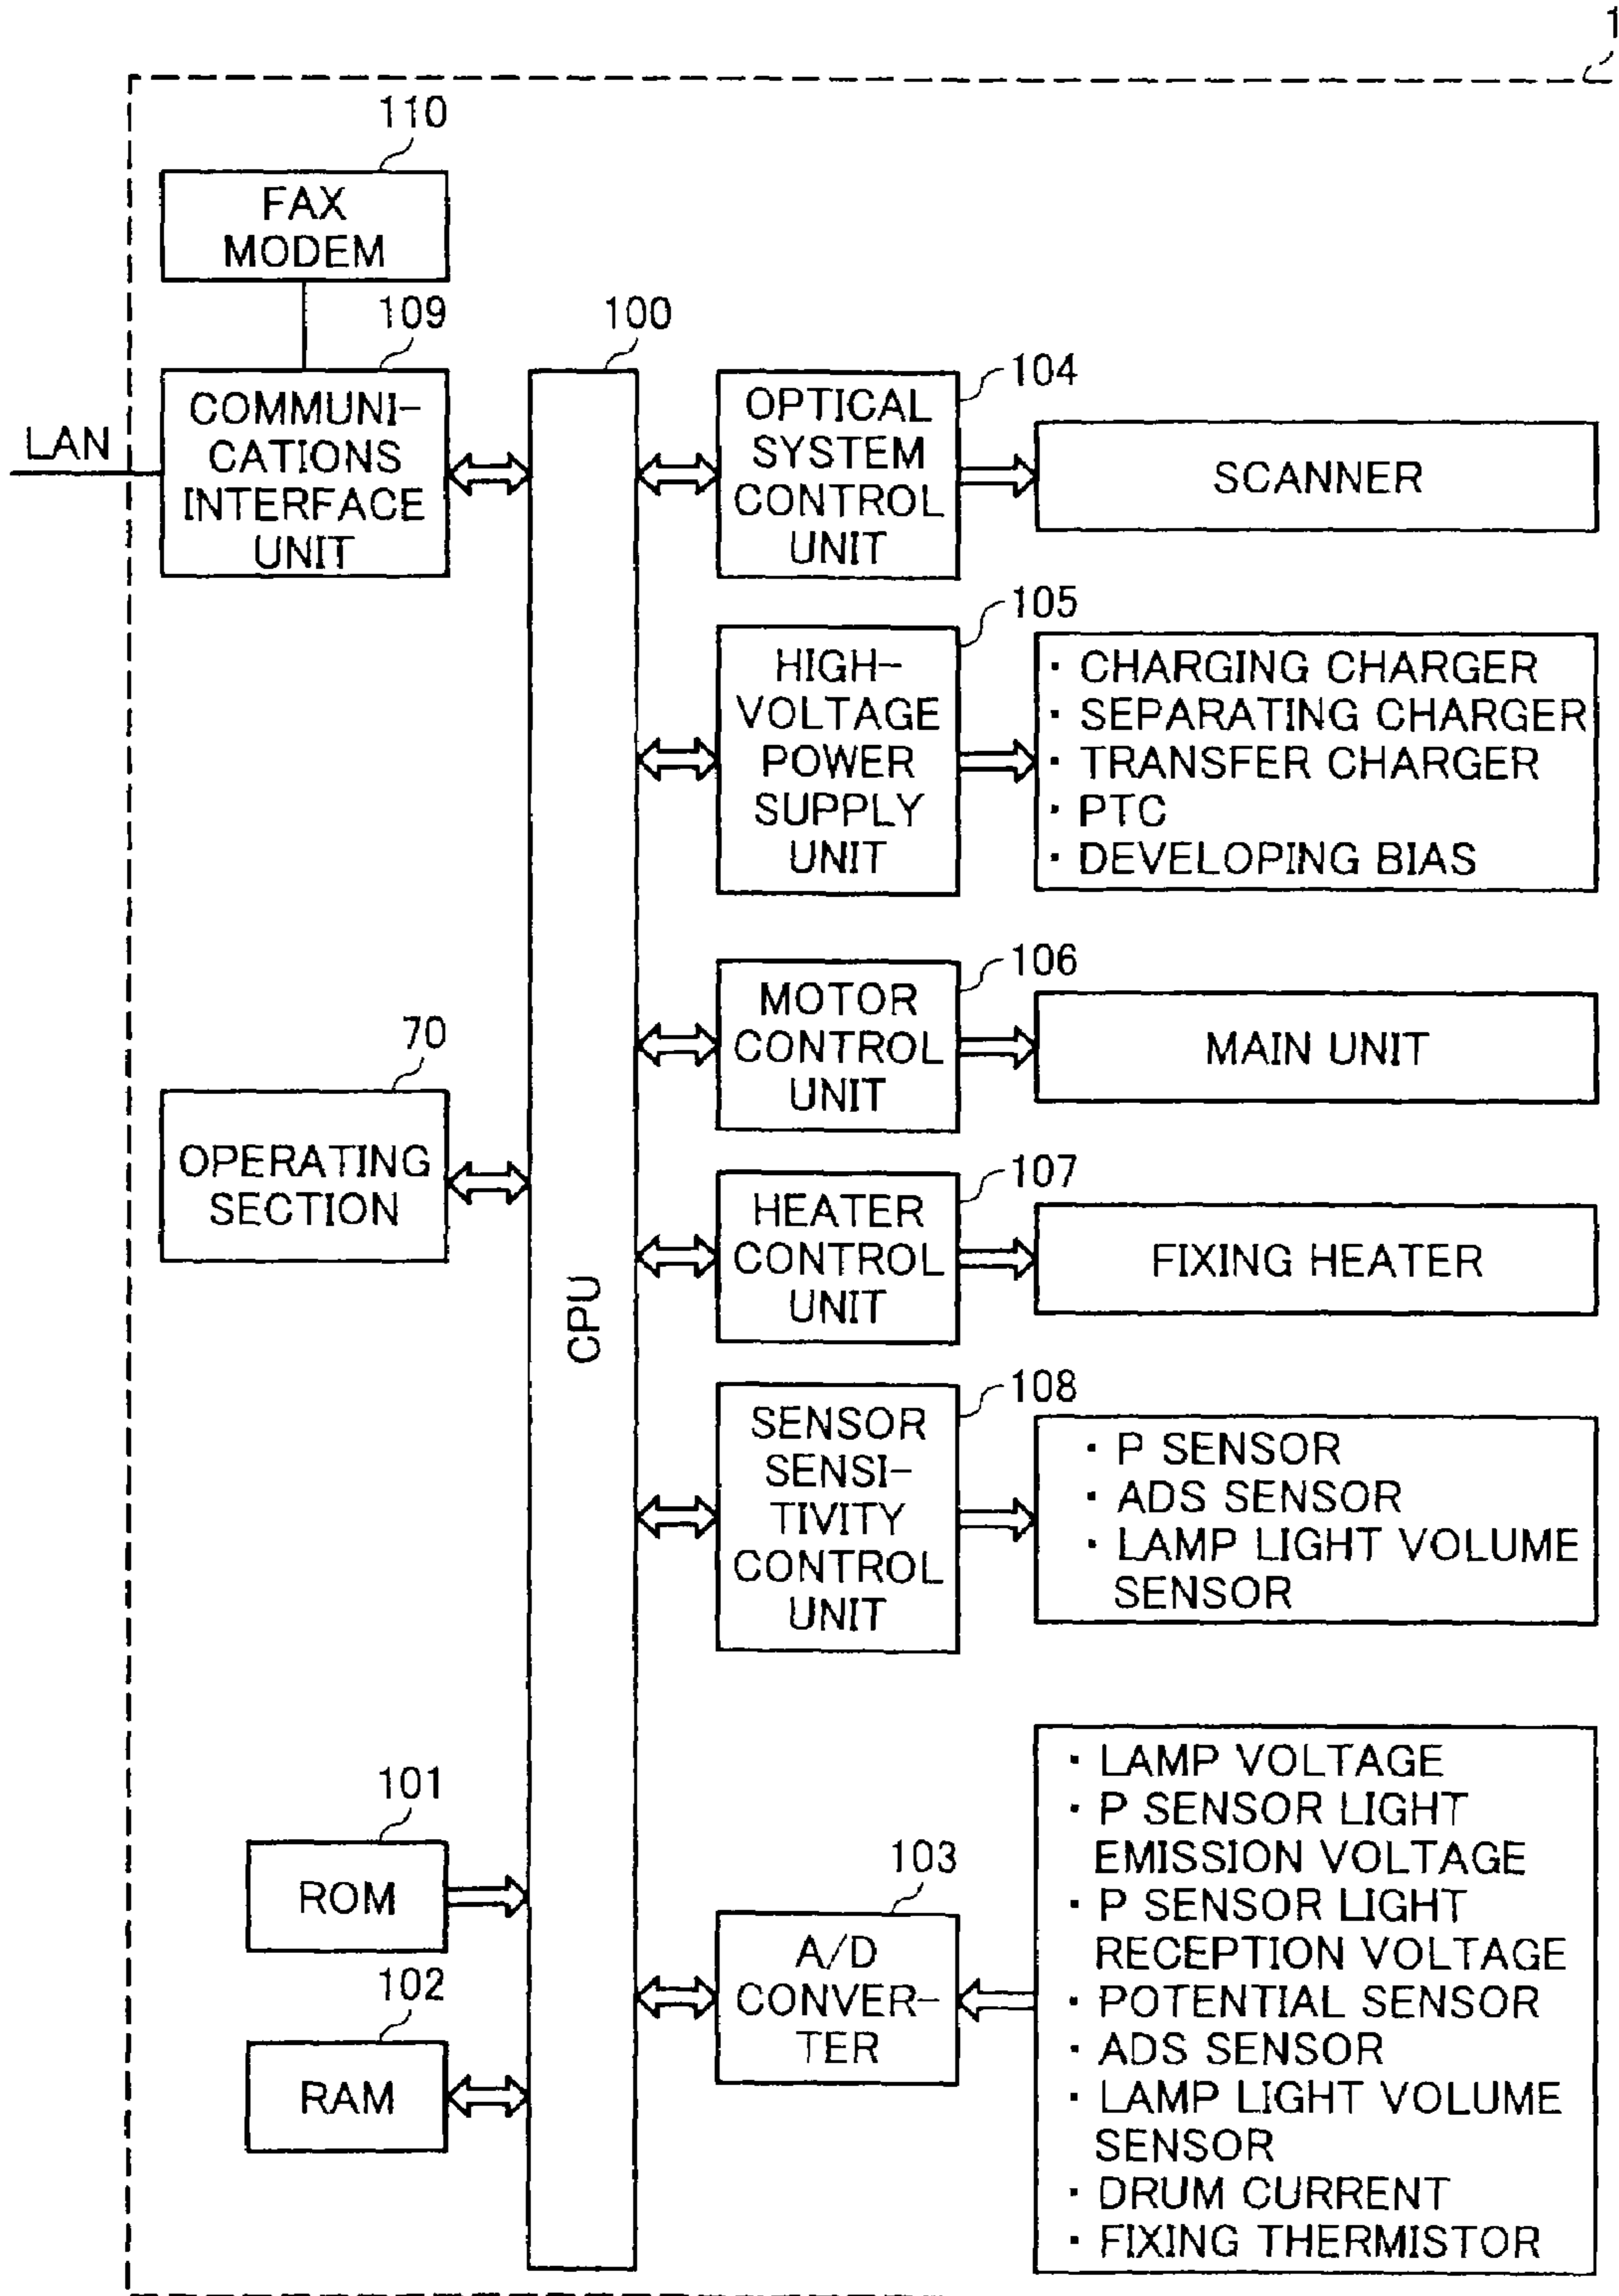 1
110
FAX
MODEM
109
COMMUNI-
CATIONS
INTERFACE
UNIT
LAN
100
CPU
104
OPTICAL
SYSTEM
CONTROL
UNIT
SCANNER
105
HIGH-
VOLTAGE
POWER
SUPPLY
UNIT
· CHARGING CHARGER
· SEPARATING CHARGER
· TRANSFER CHARGER
· PTC
· DEVELOPING BIAS
106
MOTOR
CONTROL
UNIT
MAIN UNIT
70
OPERATING
SECTION
107
HEATER
CONTROL
UNIT
FIXING HEATER
108
SENSOR
SENSI-
TIVITY
CONTROL
UNIT
· P SENSOR
· ADS SENSOR
· LAMP LIGHT VOLUME
SENSOR
101
ROM
102
RAM
103
A/D
CONVER-
TER
· LAMP VOLTAGE
· P SENSOR LIGHT
EMISSION VOLTAGE
· P SENSOR LIGHT
RECEPTION VOLTAGE
· POTENTIAL SENSOR
· ADS SENSOR
· LAMP LIGHT VOLUME
SENSOR
· DRUM CURRENT
· FIXING THERMISTOR